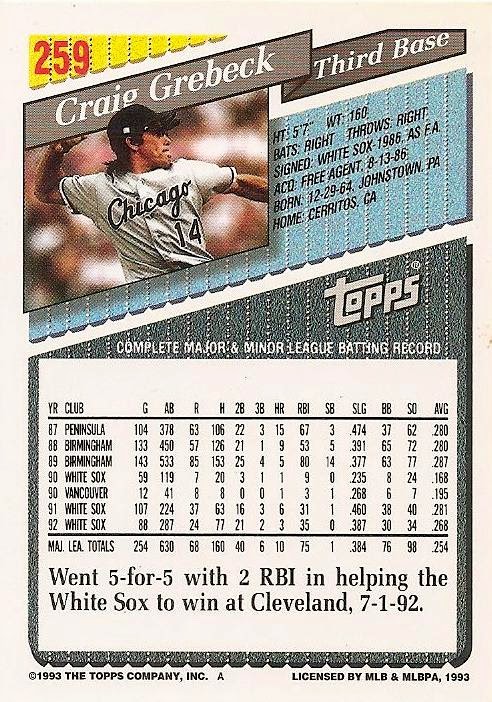 259
Craig Grebeck
Third Base
HT: 5'7" WT: 160
BATS: RIGHT THROWS: RIGHT
SIGNED: WHITE SOX-1986, AS F.A.
ACQ: FREE AGENT, 8-13-86
BORN: 12-29-64, JOHNSTOWN, PA
HOME: CERRITOS, CA
Chicago
14
TOPPS®
COMPLETE MAJOR & MINOR LEAGUE BATTING RECORD
YR CLUB G AB R H 2B 3B HR RBI SB SLG BB SO AVG
87 PENINSULA 104 378 63 106 22 3 15 67 3 .474 37 62 .280
88 BIRMINGHAM 133 450 57 126 21 1 9 53 5 .391 65 72 .280
89 BIRMINGHAM 143 533 85 153 25 4 5 80 14 .377 63 77 .287
90 WHITE SOX 59 119 7 20 3 1 1 9 0 .235 8 24 .168
90 VANCOUVER 12 41 8 8 0 0 1 3 1 .268 6 7 .195
91 WHITE SOX 107 224 37 63 16 3 6 31 1 .460 38 40 .281
92 WHITE SOX 88 287 24 77 21 2 3 35 0 .387 30 34 .268
MAJ. LEA. TOTALS 254 630 68 160 40 6 10 75 1 .384 76 98 .254
Went 5-for-5 with 2 RBI in helping the
White Sox to win at Cleveland, 7-1-92.
©1993 THE TOPPS COMPANY, INC. A LICENSED BY MLB & MLBPA, 1993